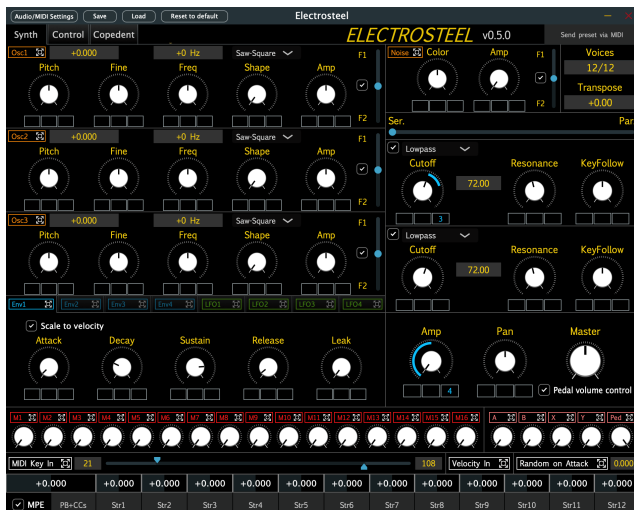 Audio/MIDI Settings Save Load Reset to default Electrosteel
Synth Control Copedent ELECTROSTEEL v0.5.0 Send preset via MIDI
Osc1 +0.000 +0 Hz Saw-Square F1
Pitch Fine Freq Shape Amp
F2
Noise Color Amp F1
F2
Voices
12/12
Transpose
+0.00
Ser. Par
Osc2 +0.000 +0 Hz Saw-Square F1
Pitch Fine Freq Shape Amp
F2
Lowpass
Cutoff Resonance KeyFollow
72.00
3
Osc3 +0.000 +0 Hz Saw-Square F1
Pitch Fine Freq Shape Amp
F2
Lowpass
Cutoff Resonance KeyFollow
72.00
Env1 Env2 Env3 Env4 LFO1 LFO2 LFO3 LFO4
Scale to velocity
Attack Decay Sustain Release Leak
Amp Pan Master
4
Pedal volume control
M1 M2 M3 M4 M5 M6 M7 M8 M9 M10 M11 M12 M13 M14 M15 M16 A B X Y Ped
MIDI Key In 21 108 Velocity In Random on Attack 0.000
+0.000 +0.000 +0.000 +0.000 +0.000 +0.000 +0.000 +0.000 +0.000 +0.000 +0.000 +0.000 +0.000
MPE PB+CCs Str1 Str2 Str3 Str4 Str5 Str6 Str7 Str8 Str9 Str10 Str11 Str12